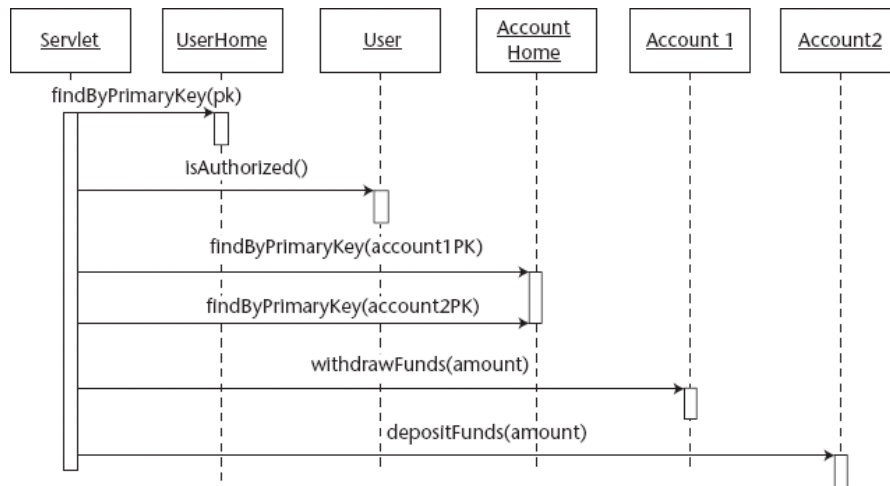 Servlet
UserHome
User
Account
Home
Account 1
Account2
findByPrimaryKey(pk)
isAuthorized()
findByPrimaryKey(account1PK)
findByPrimaryKey(account2PK)
withdrawFunds(amount)
depositFunds(amount)